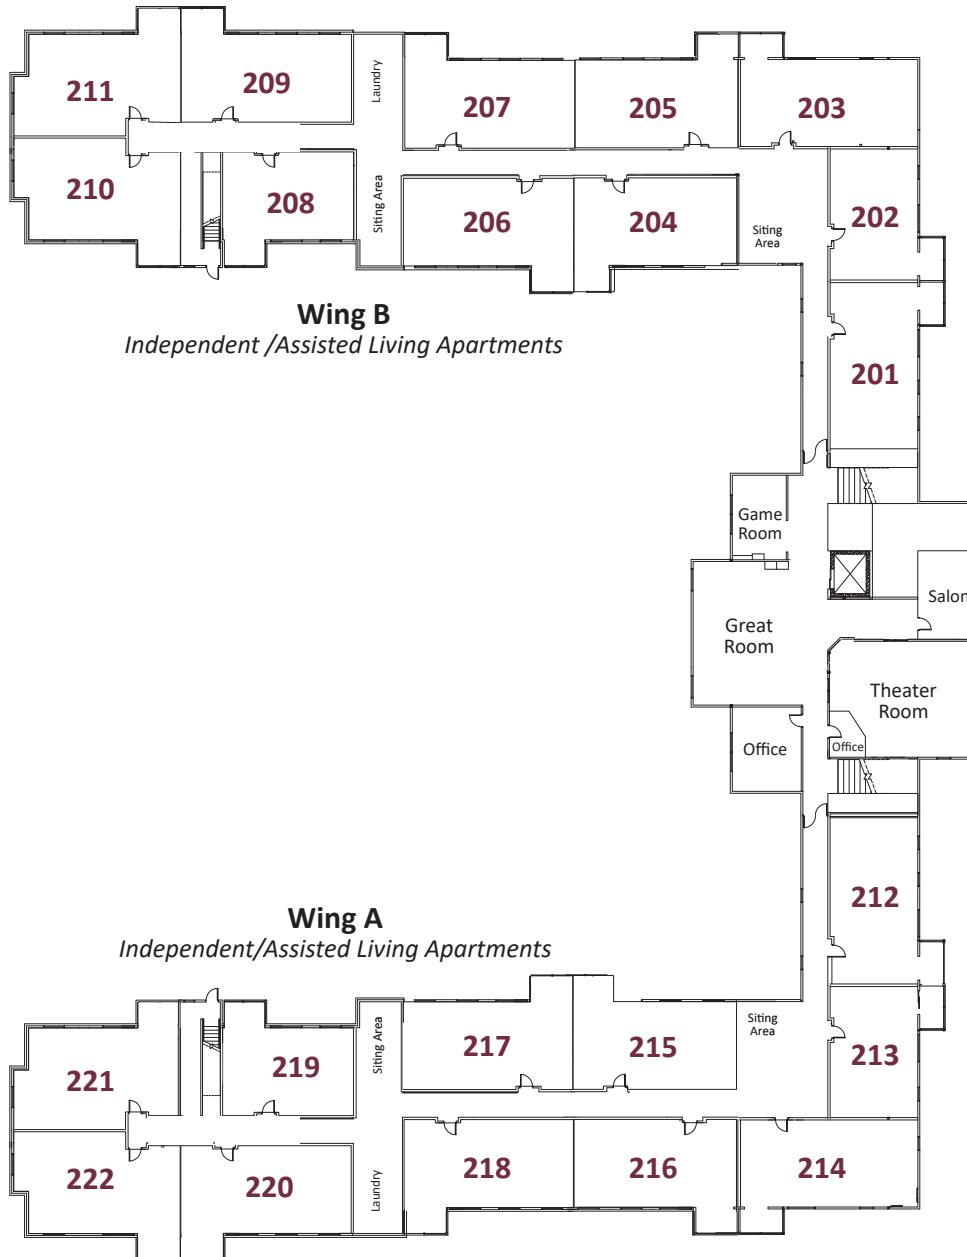 211
209
Laundry
207
205
203
210
208
Siting Area
206
204
Siting
Area
202
Wing B
Independent /Assisted Living Apartments
201
Game
Room
Great
Room
Salon
Theater
Room
Office
Office
212
Wing A
Independent/Assisted Living Apartments
221
219
Siting Area
217
215
Siting
Area
213
222
220
Laundry
218
216
214